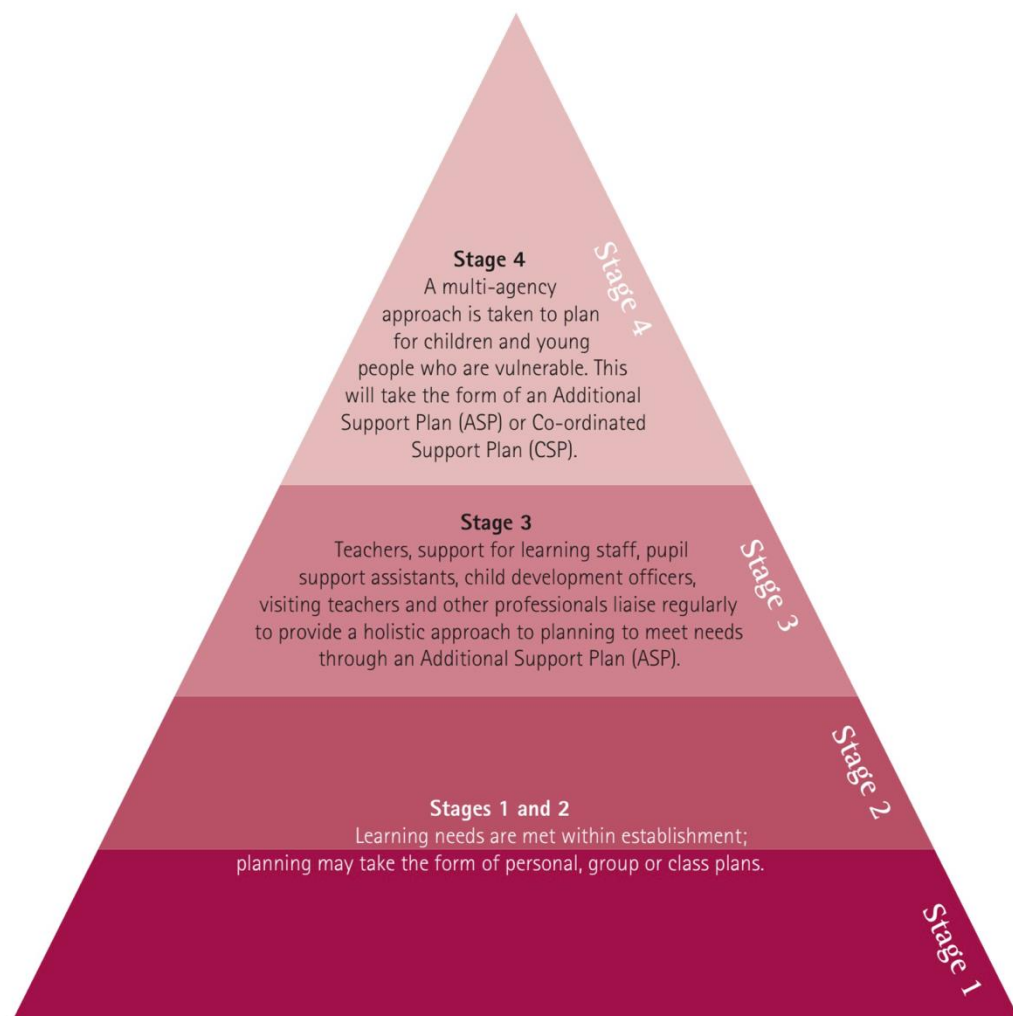 Stage 4
A multi-agency
approach is taken to plan
for children and young
people who are vulnerable. This
will take the form of an Additional
Support Plan (ASP) or Co-ordinated
Support Plan (CSP).
Stage 4
Stage 3
Teachers, support for learning staff, pupil
support assistants, child development officers,
visiting teachers and other professionals liaise regularly
to provide a holistic approach to planning to meet needs
through an Additional Support Plan (ASP).
Stage 3
Stage 2
Stages 1 and 2
Learning needs are met within establishment;
planning may take the form of personal, group or class plans.
Stage 1